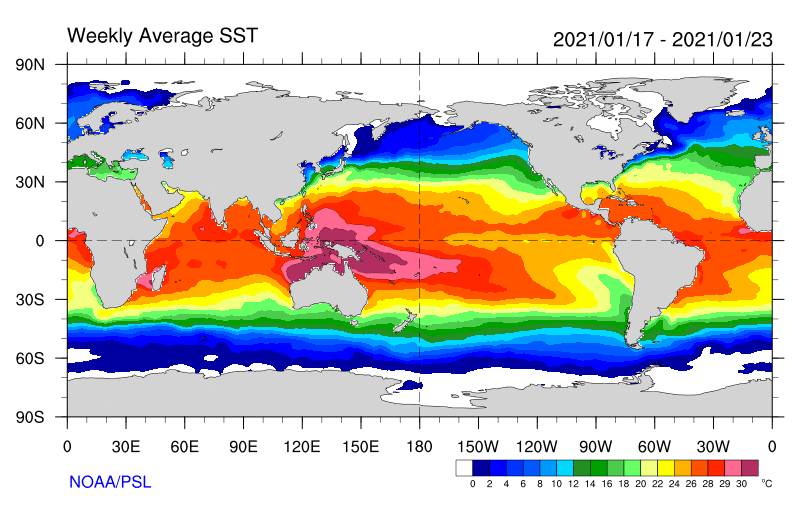 Weekly Average SST
2021/01/17 - 2021/01/23
90N
60N
30N
0
30S
60S
90S
0 30E 60E 90E 120E 150E 180 150W 120W 90W 60W 30W 0
NOAA/PSL
0 2 4 6 8 10 12 14 16 18 20 22 24 26 28 29 30 °C